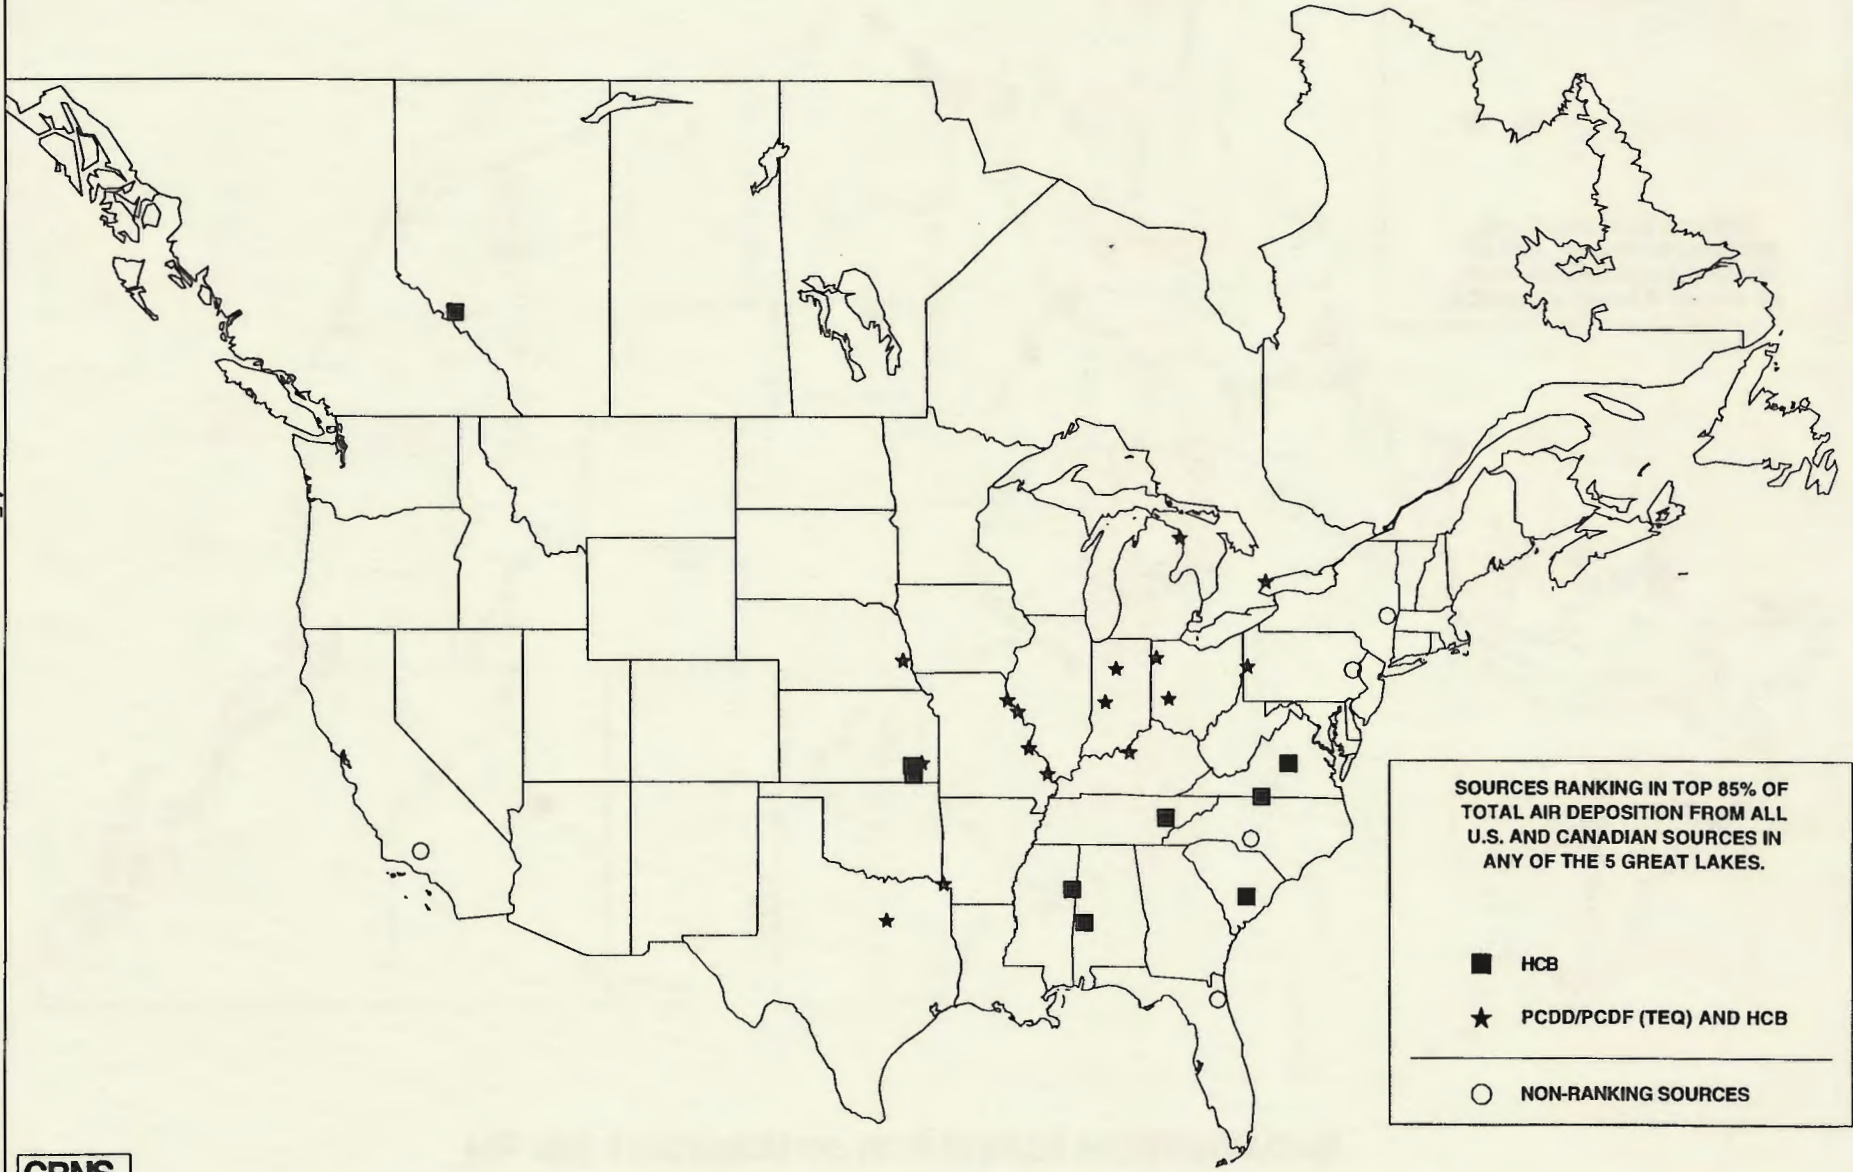 SOURCES RANKING IN TOP 85% OF
TOTAL AIR DEPOSITION FROM ALL
U.S. AND CANADIAN SOURCES IN
ANY OF THE 5 GREAT LAKES.
HCB
PCDD/PCDF (TEQ) AND HCB
NON-RANKING SOURCES
CBNS